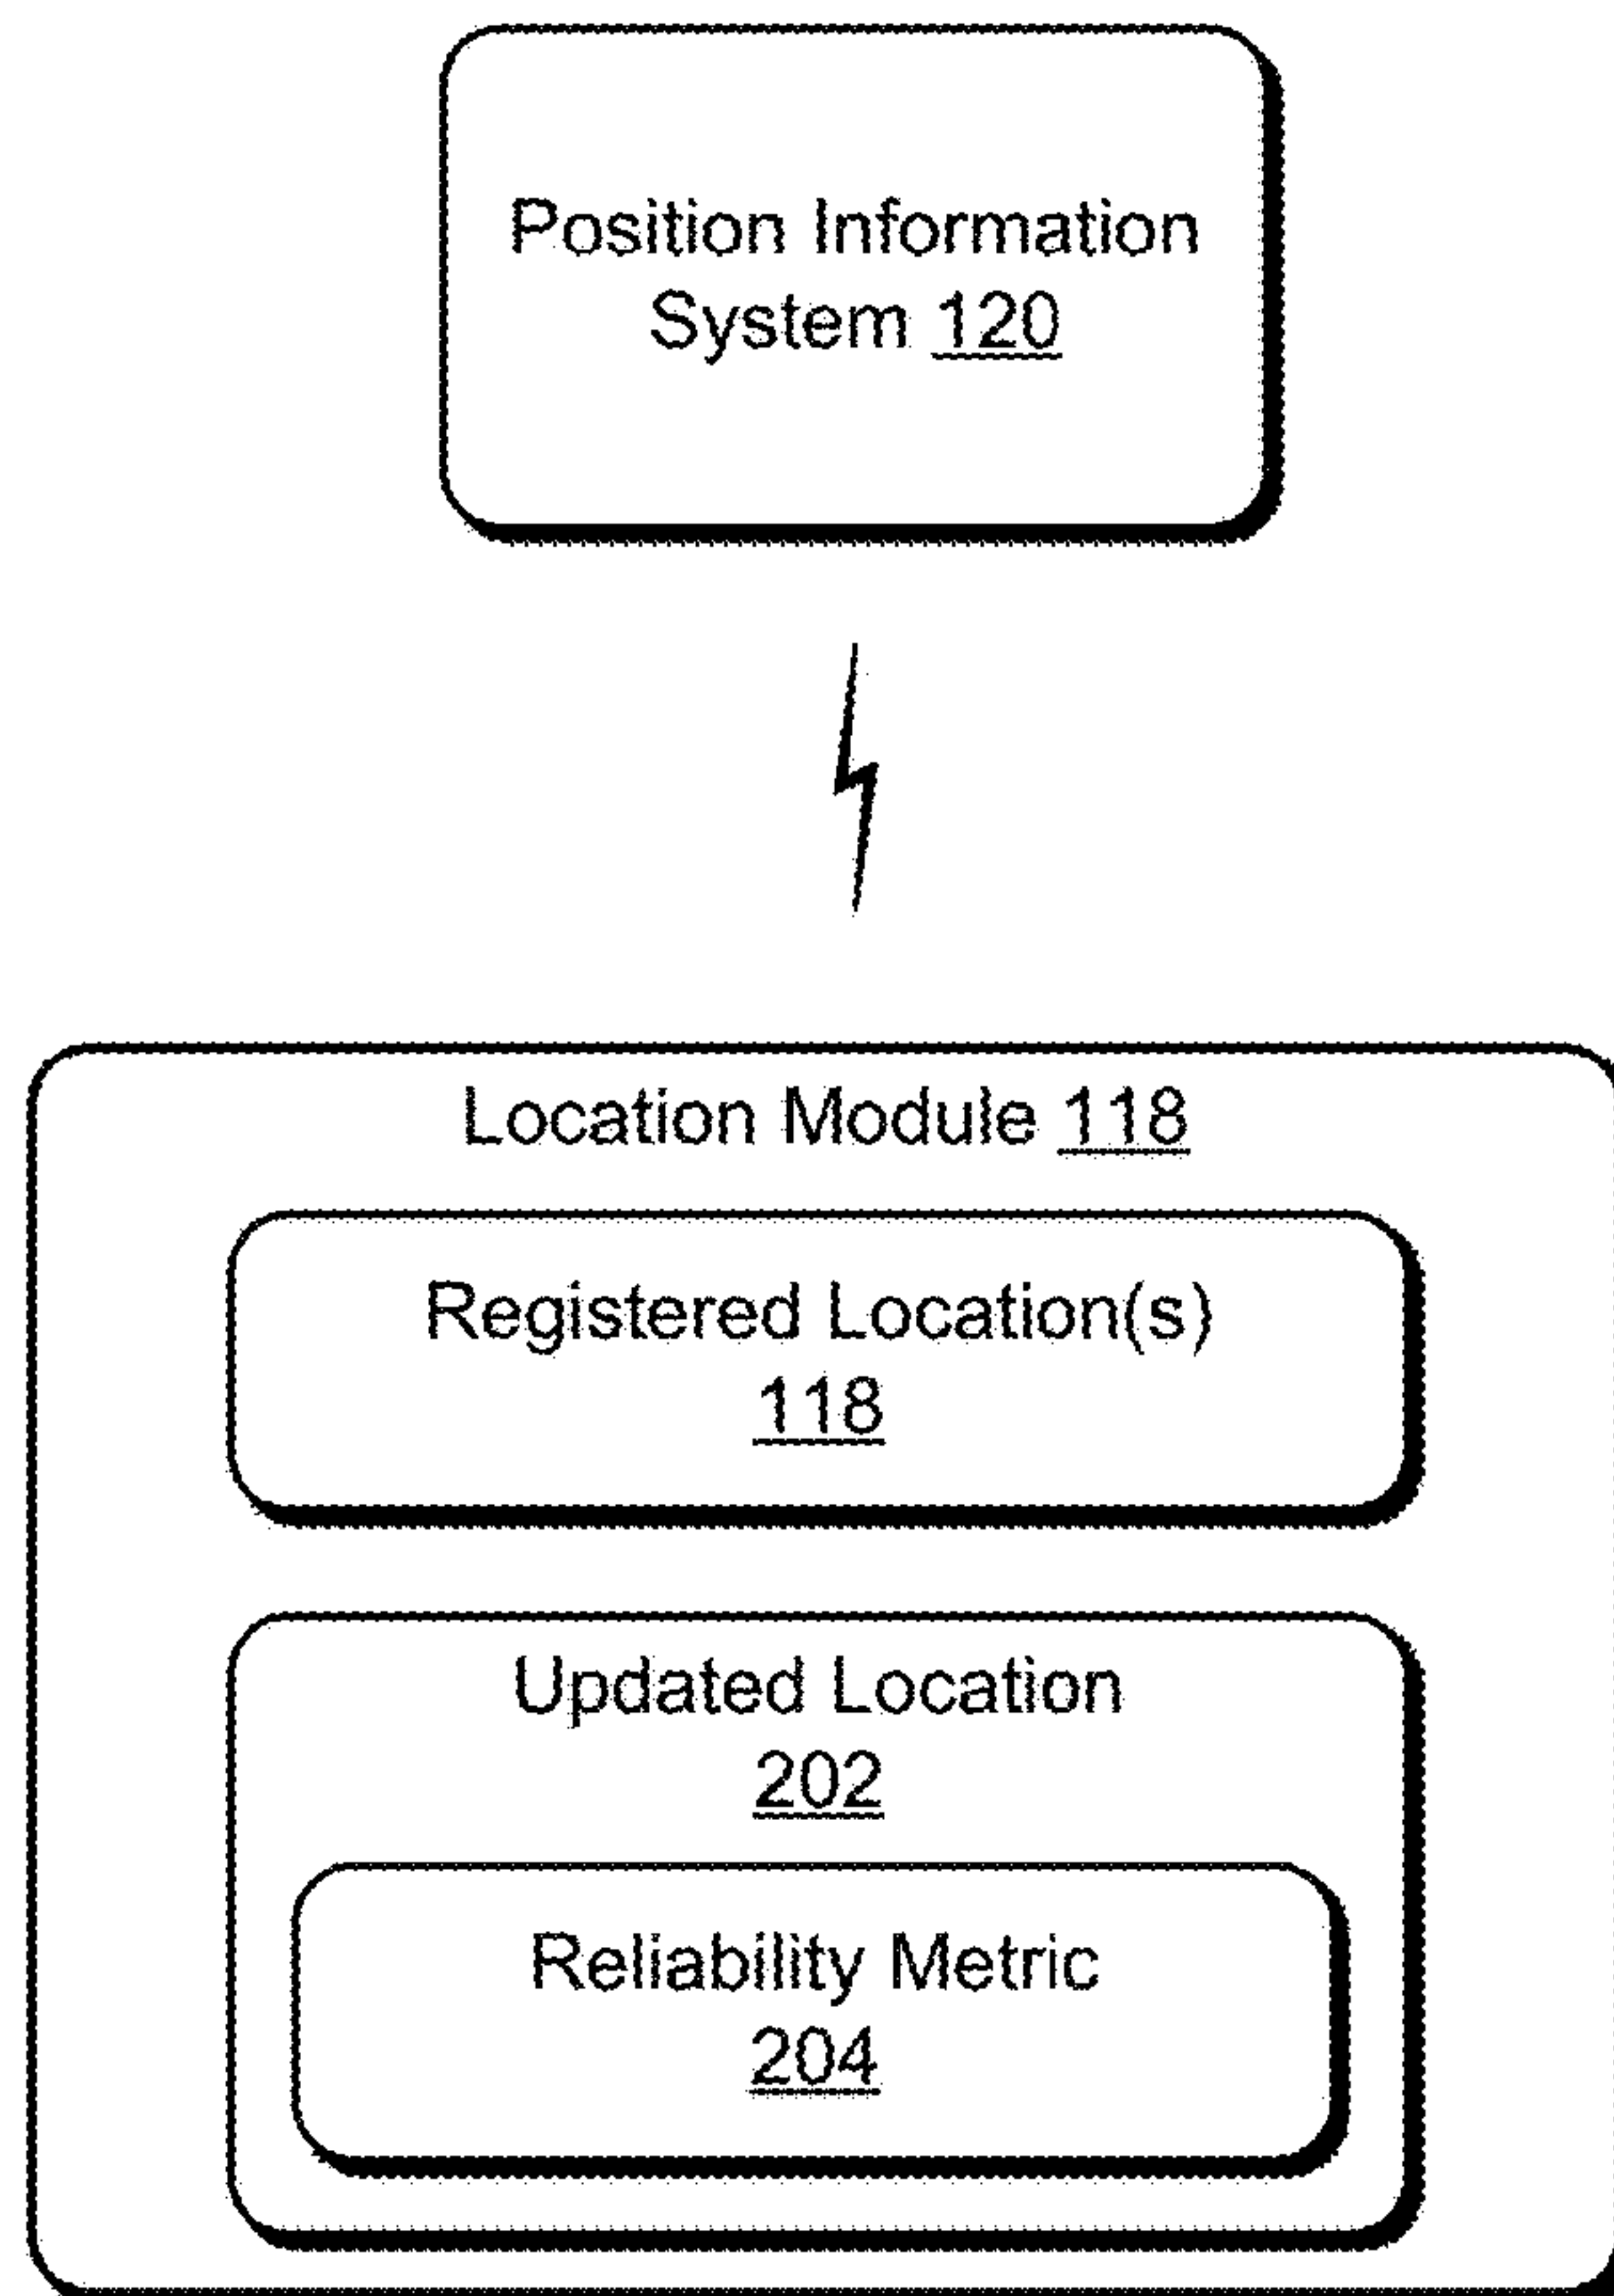 Position Information
System 120
Location Module 118
Registered Location(s)
118
Updated Location
202
Reliability Metric
204